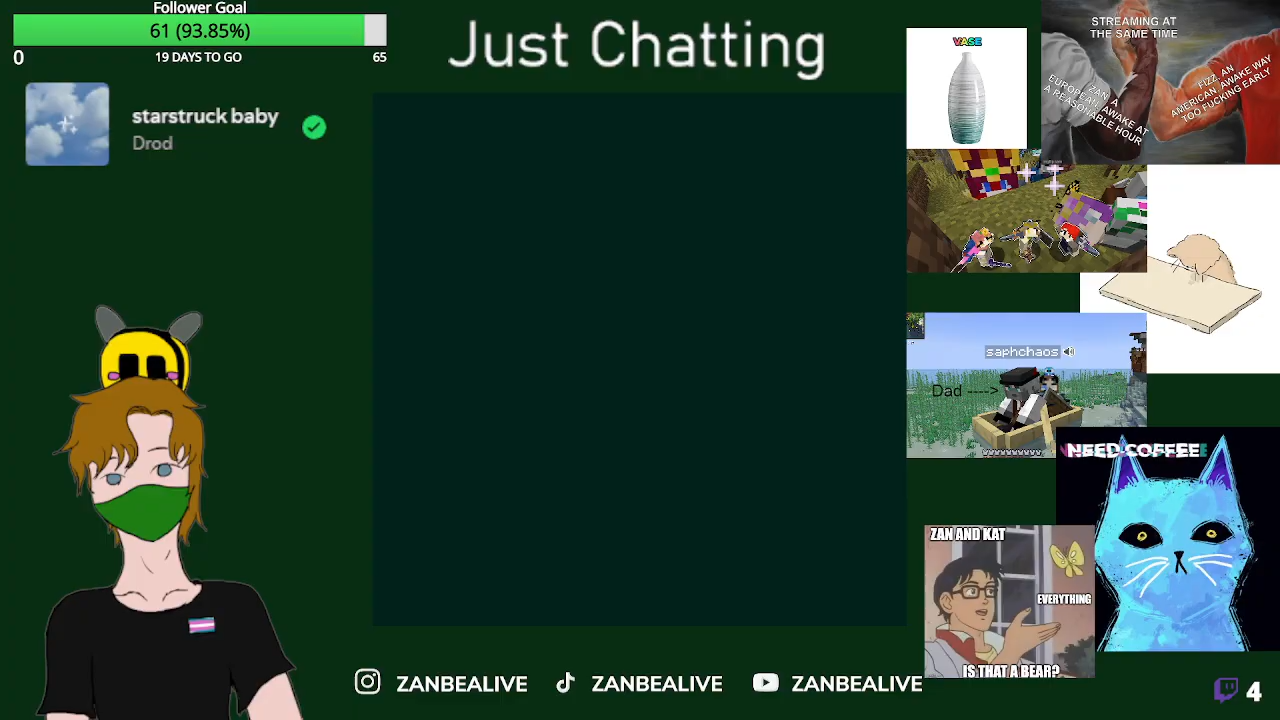 Follower Goal
61 (93.85%)
0
19 DAYS TO GO
65
starstruck baby
Drod
Just Chatting
VASE
STREAMING AT
THE SAME TIME
ZAN, A
EUROPEAN AWAKE AT
A REASONABLE HOUR
FIZZ, AN
AMERICAN AWAKE WAY
TOO FUCKING EARLY
saphchaos
Dad ---->
NEED COFFEE
ZAN AND KAT
EVERYTHING
IS THAT A BEAR?
ZANBEALIVE
ZANBEALIVE
ZANBEALIVE
4